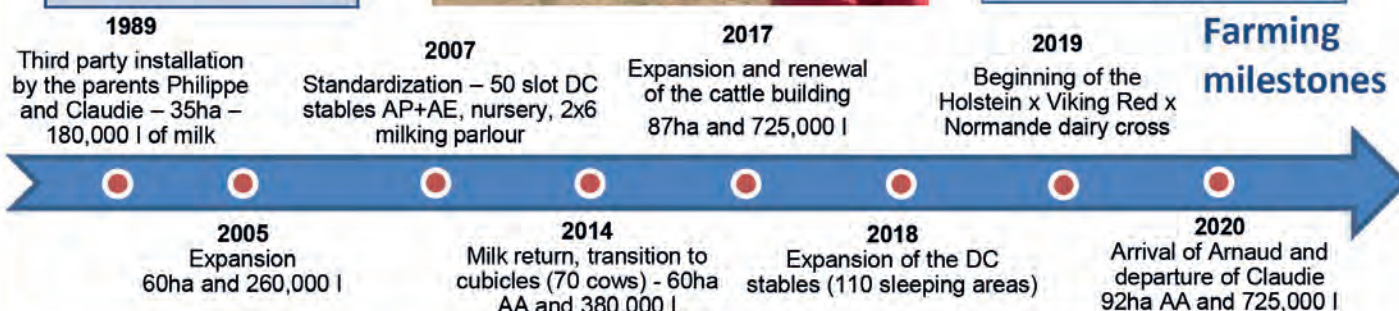 Farming
milestones
1989
Third party installation
by the parents Philippe
and Claudie – 35ha –
180,000 l of milk
2005
Expansion
60ha and 260,000 l
2007
Standardization – 50 slot DC
stables AP+AE, nursery, 2x6
milking parlour
2014
Milk return, transition to
cubicles (70 cows) - 60ha
AA and 380,000 l
2017
Expansion and renewal
of the cattle building
87ha and 725,000 l
2018
Expansion of the DC
stables (110 sleeping areas)
2019
Beginning of the
Holstein x Viking Red x
Normande dairy cross
2020
Arrival of Arnaud and
departure of Claudie
92ha AA and 725,000 l